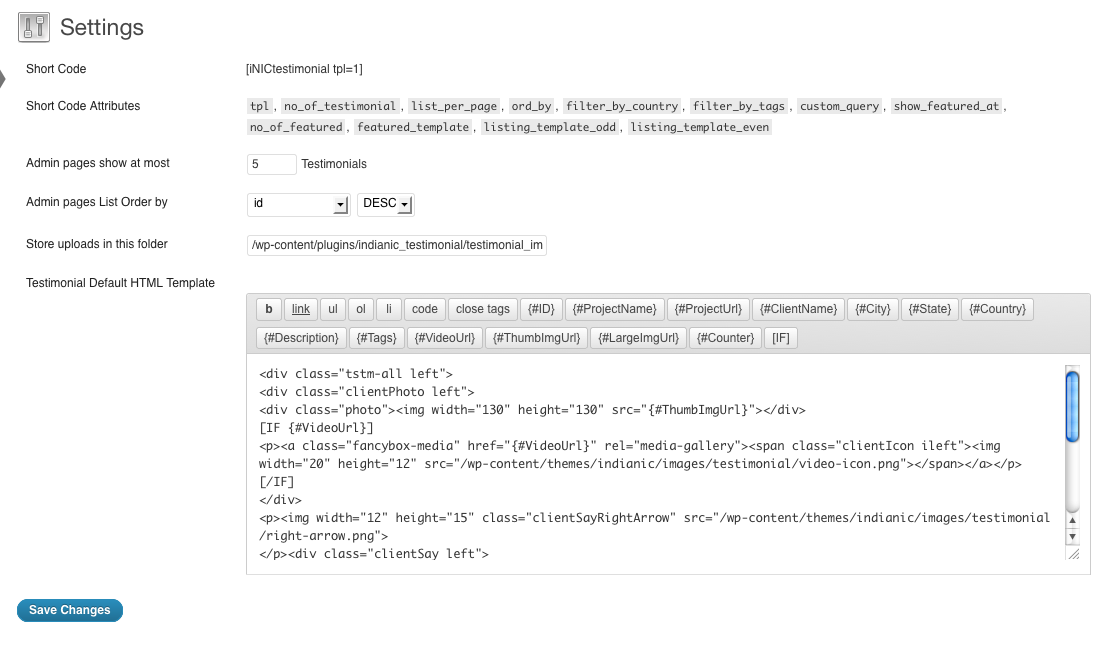 Settings
Short Code [iNICtestimonial tpl=1]
Short Code Attributes tpl, no_of_testimonial, list_per_page, ord_by, filter_by_country, filter_by_tags, custom_query, show_featured_at,
no_of_featured, featured_template, listing_template_odd, listing_template_even
Admin pages show at most 5 Testimonials
Admin pages List Order by id DESC
Store uploads in this folder /wp-content/plugins/indianic_testimonial/testimonial_im
Testimonial Default HTML Template
b link ul ol li code close tags {#ID} {#ProjectName} {#ProjectUrl} {#ClientName} {#City} {#State} {#Country}
{#Description} {#Tags} {#VideoUrl} {#ThumbImgUrl} {#LargeImgUrl} {#Counter} [IF]
<div class="tstm-all left">
<div class="clientPhoto left">
<div class="photo"><img width="130" height="130" src="{#ThumbImgUrl}"></div>
[IF {#VideoUrl}]
<p><a class="fancybox-media" href="{#VideoUrl}" rel="media-gallery"><span class="clientIcon ileft"><img
width="20" height="12" src="/wp-content/themes/indianic/images/testimonial/video-icon.png"></span></a></p>
[/IF]
</div>
<p><img width="12" height="15" class="clientSayRightArrow" src="/wp-content/themes/indianic/images/testimonial
/right-arrow.png">
</p><div class="clientSay left">
Save Changes